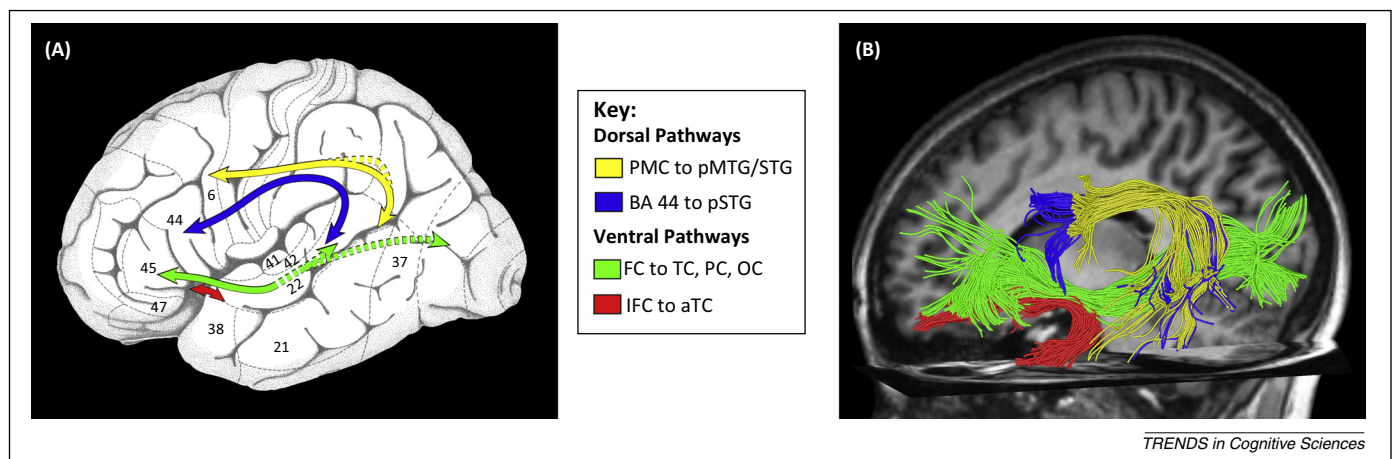 (A)
6
44
45
47
38
21
41
42
22
37
Key:
Dorsal Pathways
PMC to pMTG/STG
BA 44 to pSTG
Ventral Pathways
FC to TC, PC, OC
IFC to aTC
(B)
TRENDS in Cognitive Sciences